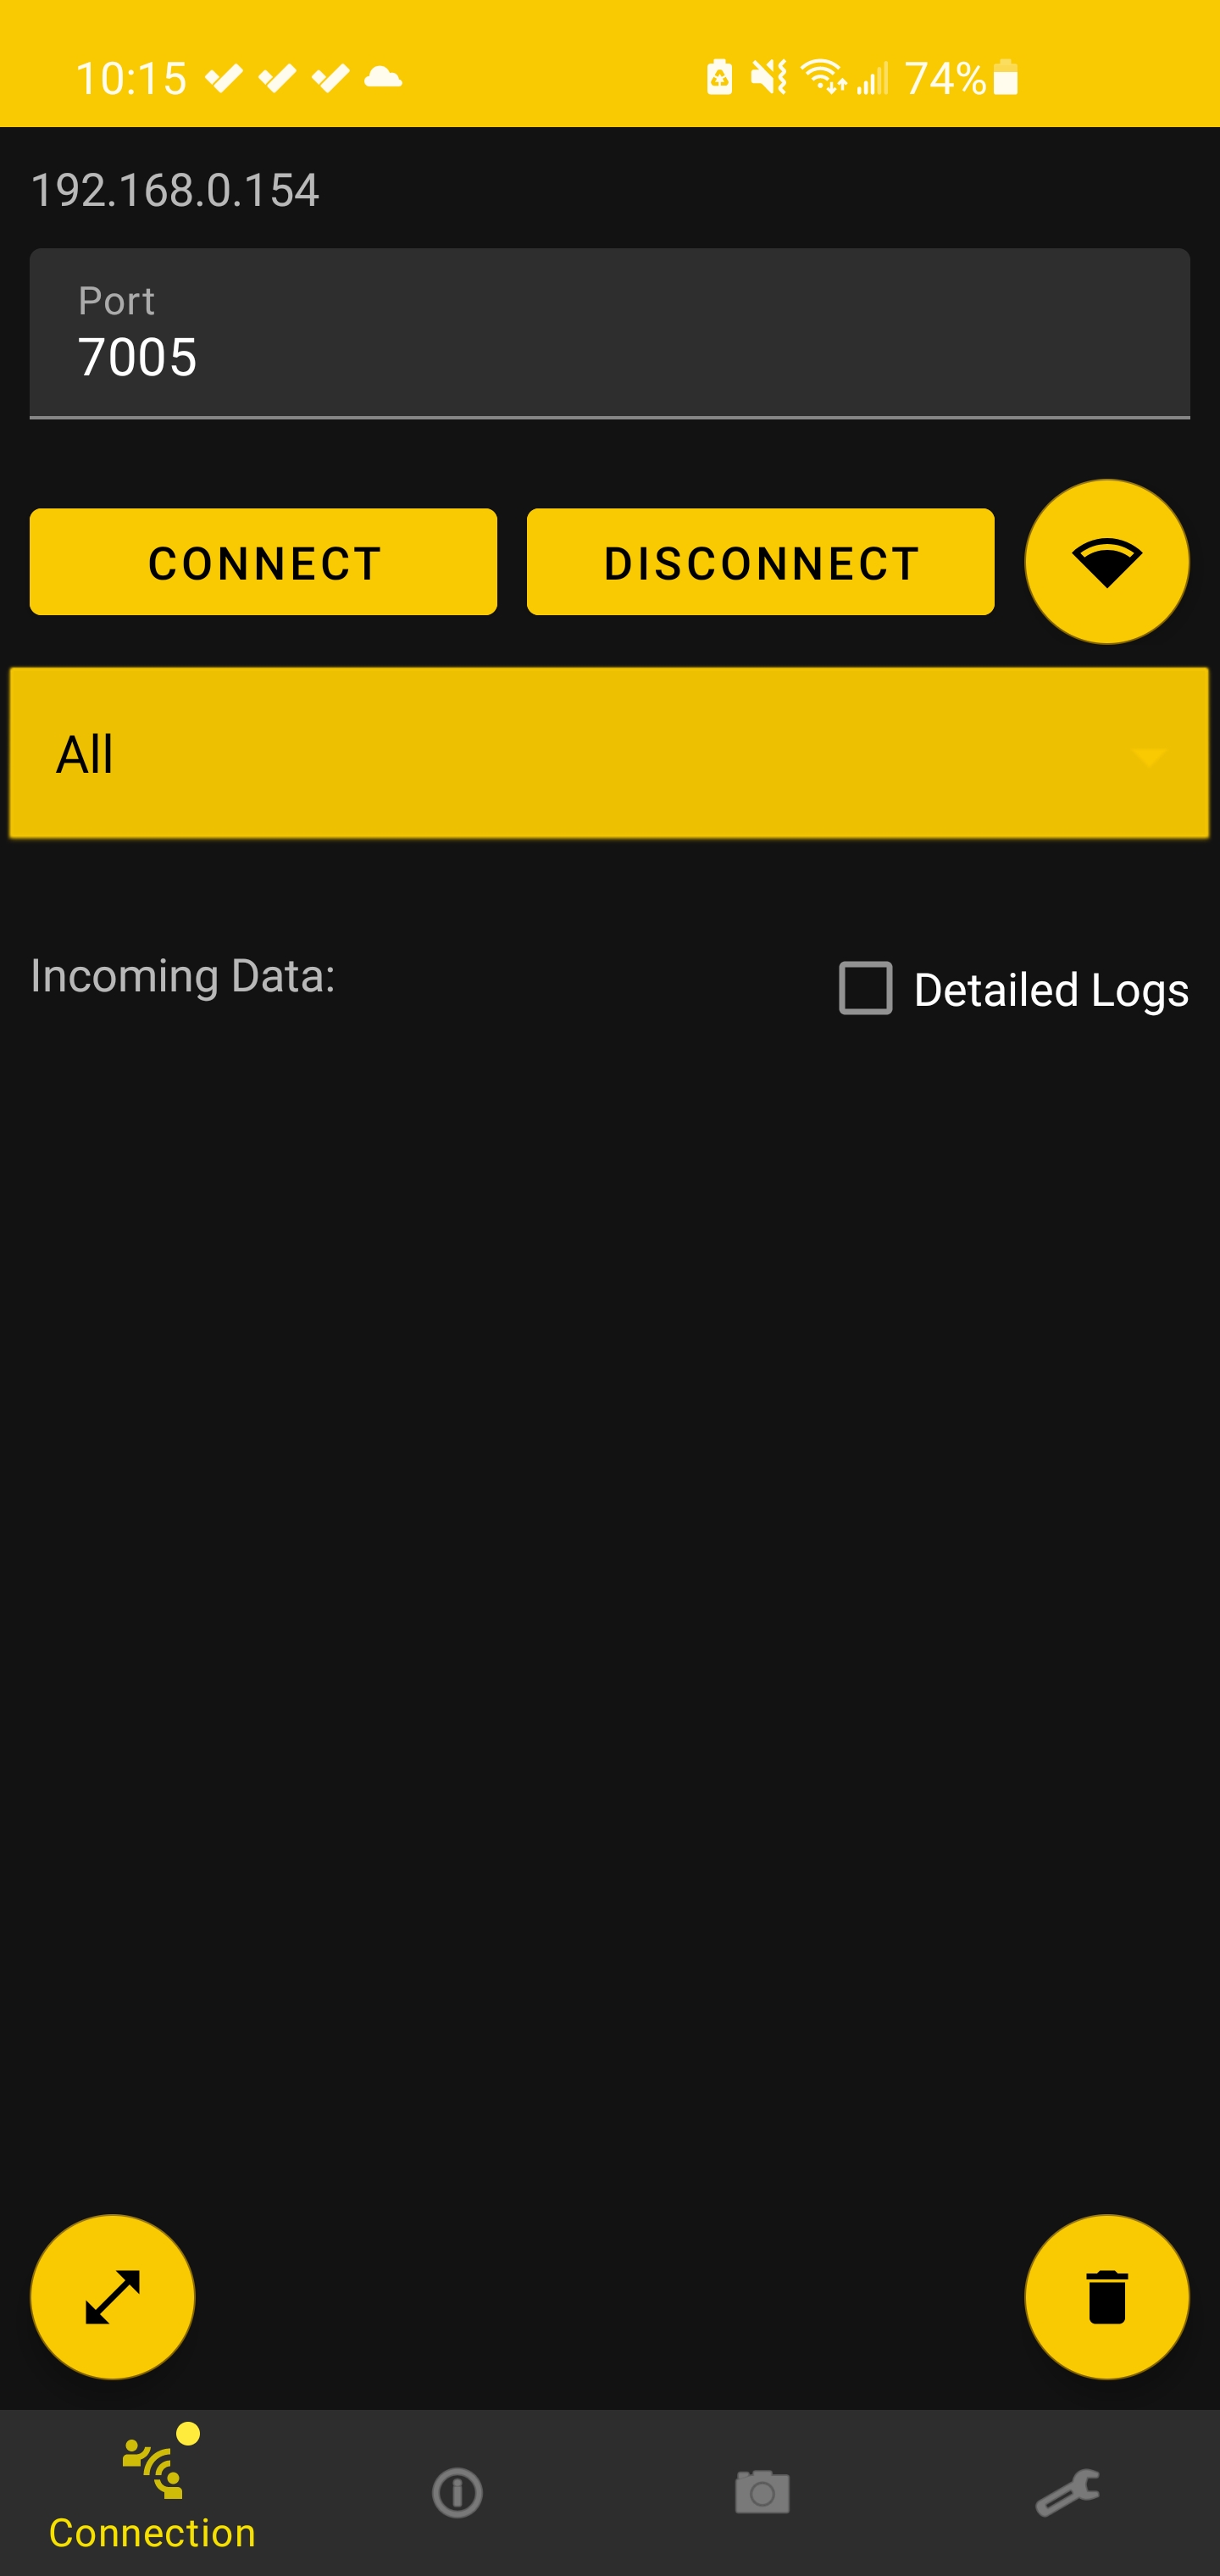 10:15 74%
192.168.0.154
Port
7005
CONNECT DISCONNECT
All
Incoming Data: Detailed Logs
Connection